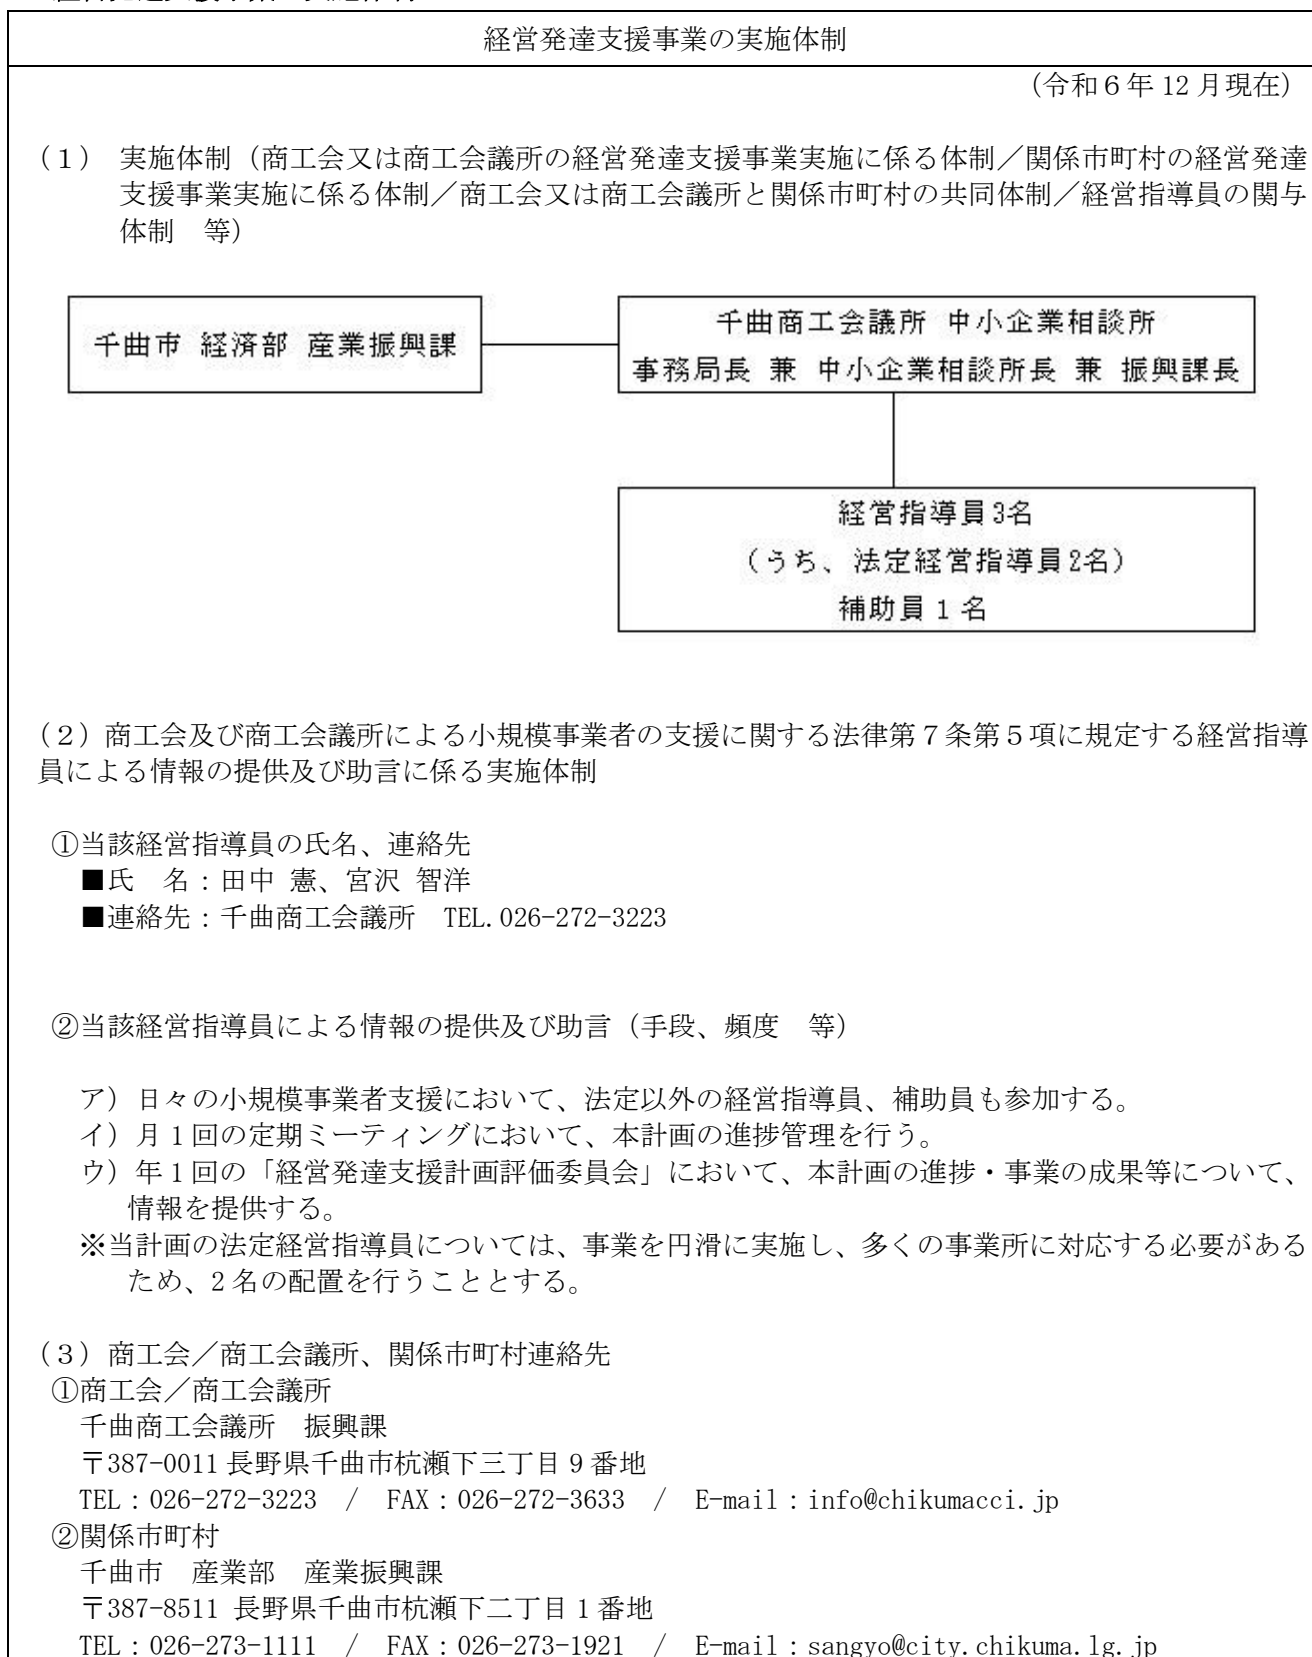 経営発達支援事業の実施体制
（令和６年 12 月現在）
（１） 実施体制（商工会又は商工会議所の経営発達支援事業実施に係る体制／関係市町村の経営発達
支援事業実施に係る体制／商工会又は商工会議所と関係市町村の共同体制／経営指導員の関与
体制　等）
千曲市 経済部 産業振興課
千曲商工会議所 中小企業相談所
事務局長 兼 中小企業相談所長 兼 振興課長
経営指導員3名
（うち、法定経営指導員2名）
補助員１名
（２）商工会及び商工会議所による小規模事業者の支援に関する法律第７条第５項に規定する経営指導
員による情報の提供及び助言に係る実施体制
①当該経営指導員の氏名、連絡先
■氏　名：田中 憲、宮沢 智洋
■連絡先：千曲商工会議所　TEL.026-272-3223
②当該経営指導員による情報の提供及び助言（手段、頻度　等）
ア）日々の小規模事業者支援において、法定以外の経営指導員、補助員も参加する。
イ）月１回の定期ミーティングにおいて、本計画の進捗管理を行う。
ウ）年１回の「経営発達支援計画評価委員会」において、本計画の進捗・事業の成果等について、
情報を提供する。
※当計画の法定経営指導員については、事業を円滑に実施し、多くの事業所に対応する必要がある
ため、2 名の配置を行うこととする。
（３）商工会／商工会議所、関係市町村連絡先
①商工会／商工会議所
千曲商工会議所　振興課
〒387-0011 長野県千曲市杭瀬下三丁目９番地
TEL：026-272-3223　/　FAX：026-272-3633　/　E-mail：info@chikumacci.jp
②関係市町村
千曲市　産業部　産業振興課
〒387-8511 長野県千曲市杭瀬下二丁目１番地
TEL：026-273-1111　/　FAX：026-273-1921　/　E-mail：sangyo@city.chikuma.lg.jp